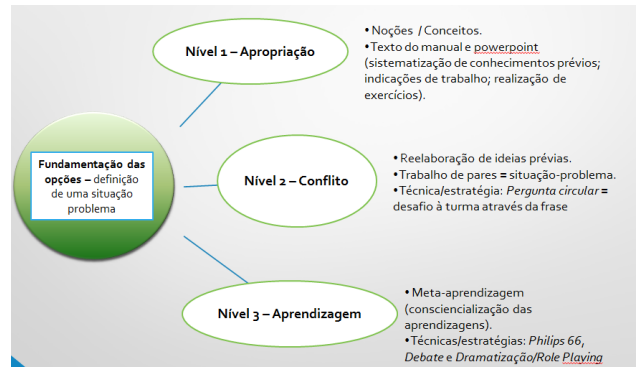 Nível 1 – Apropriação
• Noções / Conceitos.
• Texto do manual e powerpoint
(sistematização de conhecimentos prévios;
indicações de trabalho; realização de
exercícios).
Fundamentação das
opções – definição
de uma situação
problema
Nível 2 – Conflito
• Reelaboração de ideias prévias.
• Trabalho de pares = situação-problema.
• Técnica/estratégia: Pergunta circular =
desafio à turma através da frase
Nível 3 – Aprendizagem
• Meta-aprendizagem
(consciencialização das
aprendizagens).
• Técnicas/estratégias: Philips 66,
Debate e Dramatização/Role Playing